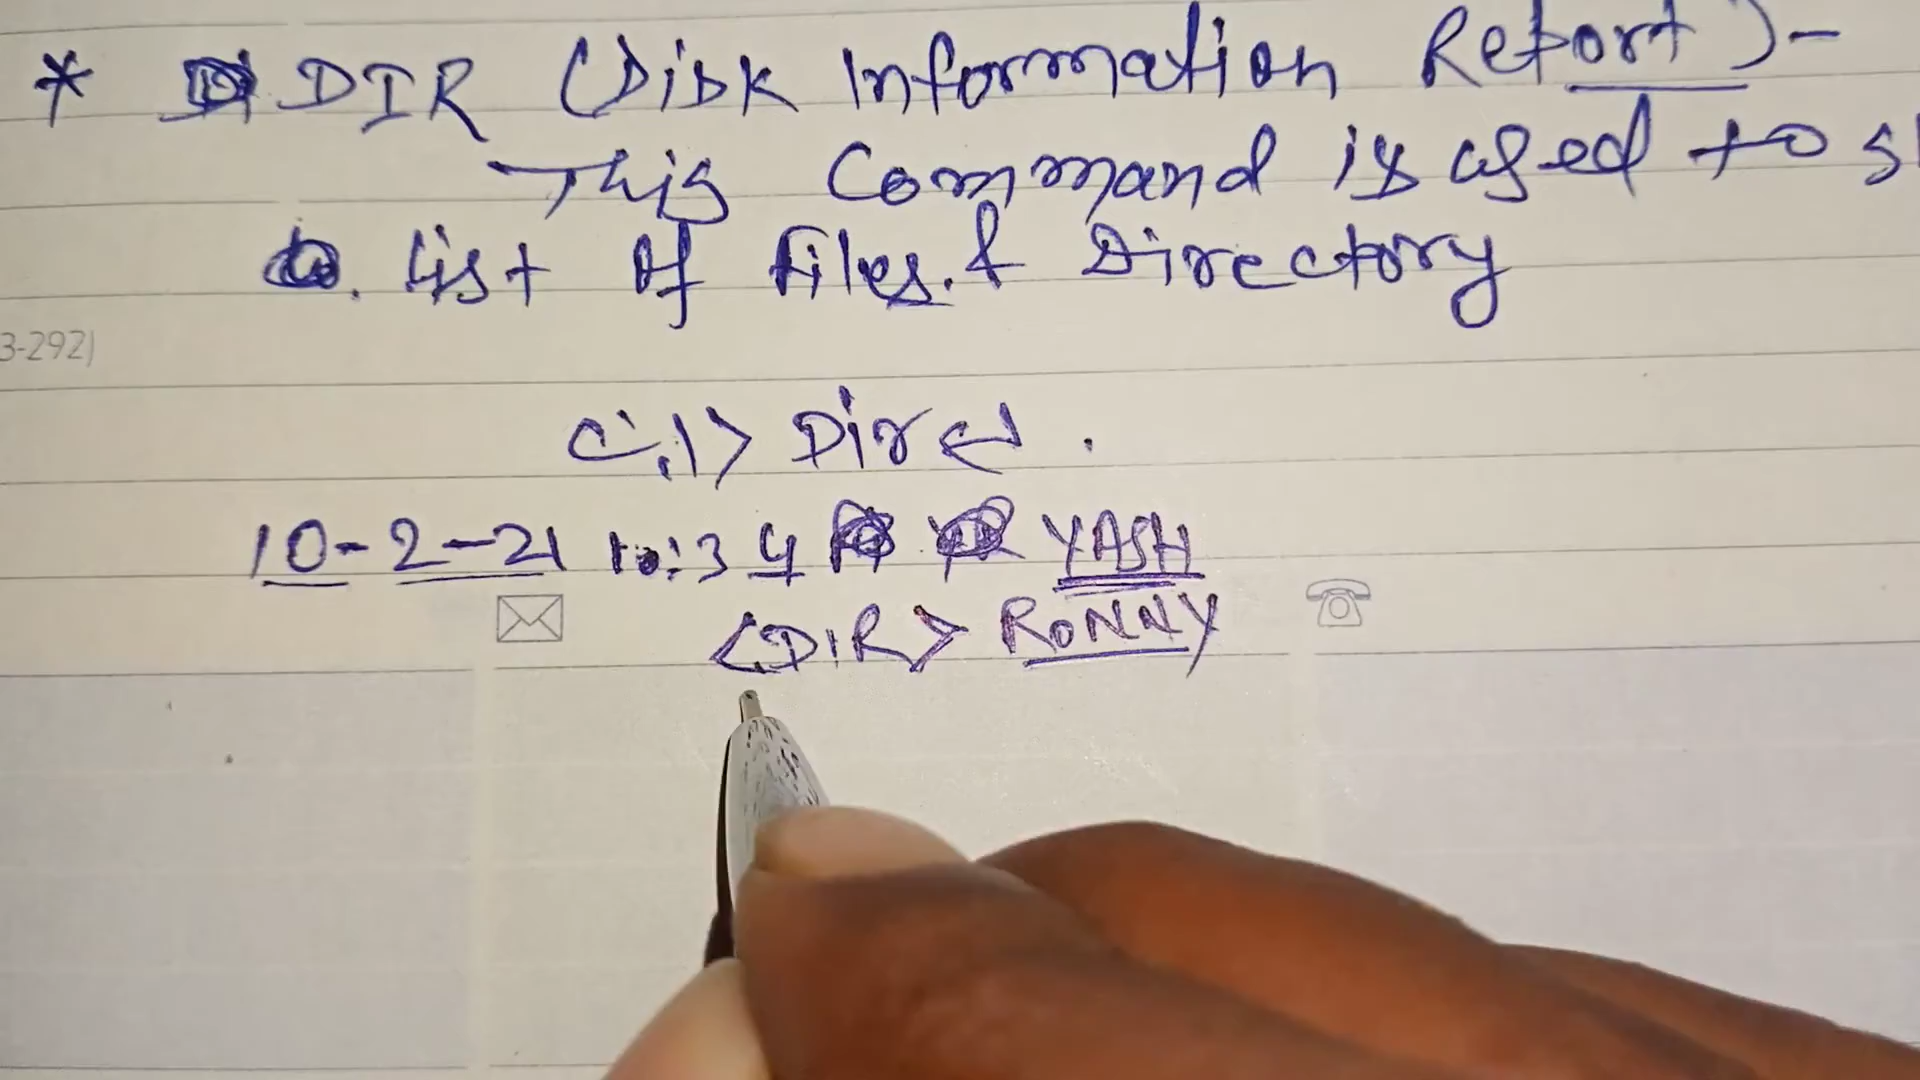 * DIR (Disk Information Report):-
This Command is used to
List of Files & Directory
3-292)
C:\> Dir ↵ .
10-2-21 10:34 YASH
<DIR> RONNY